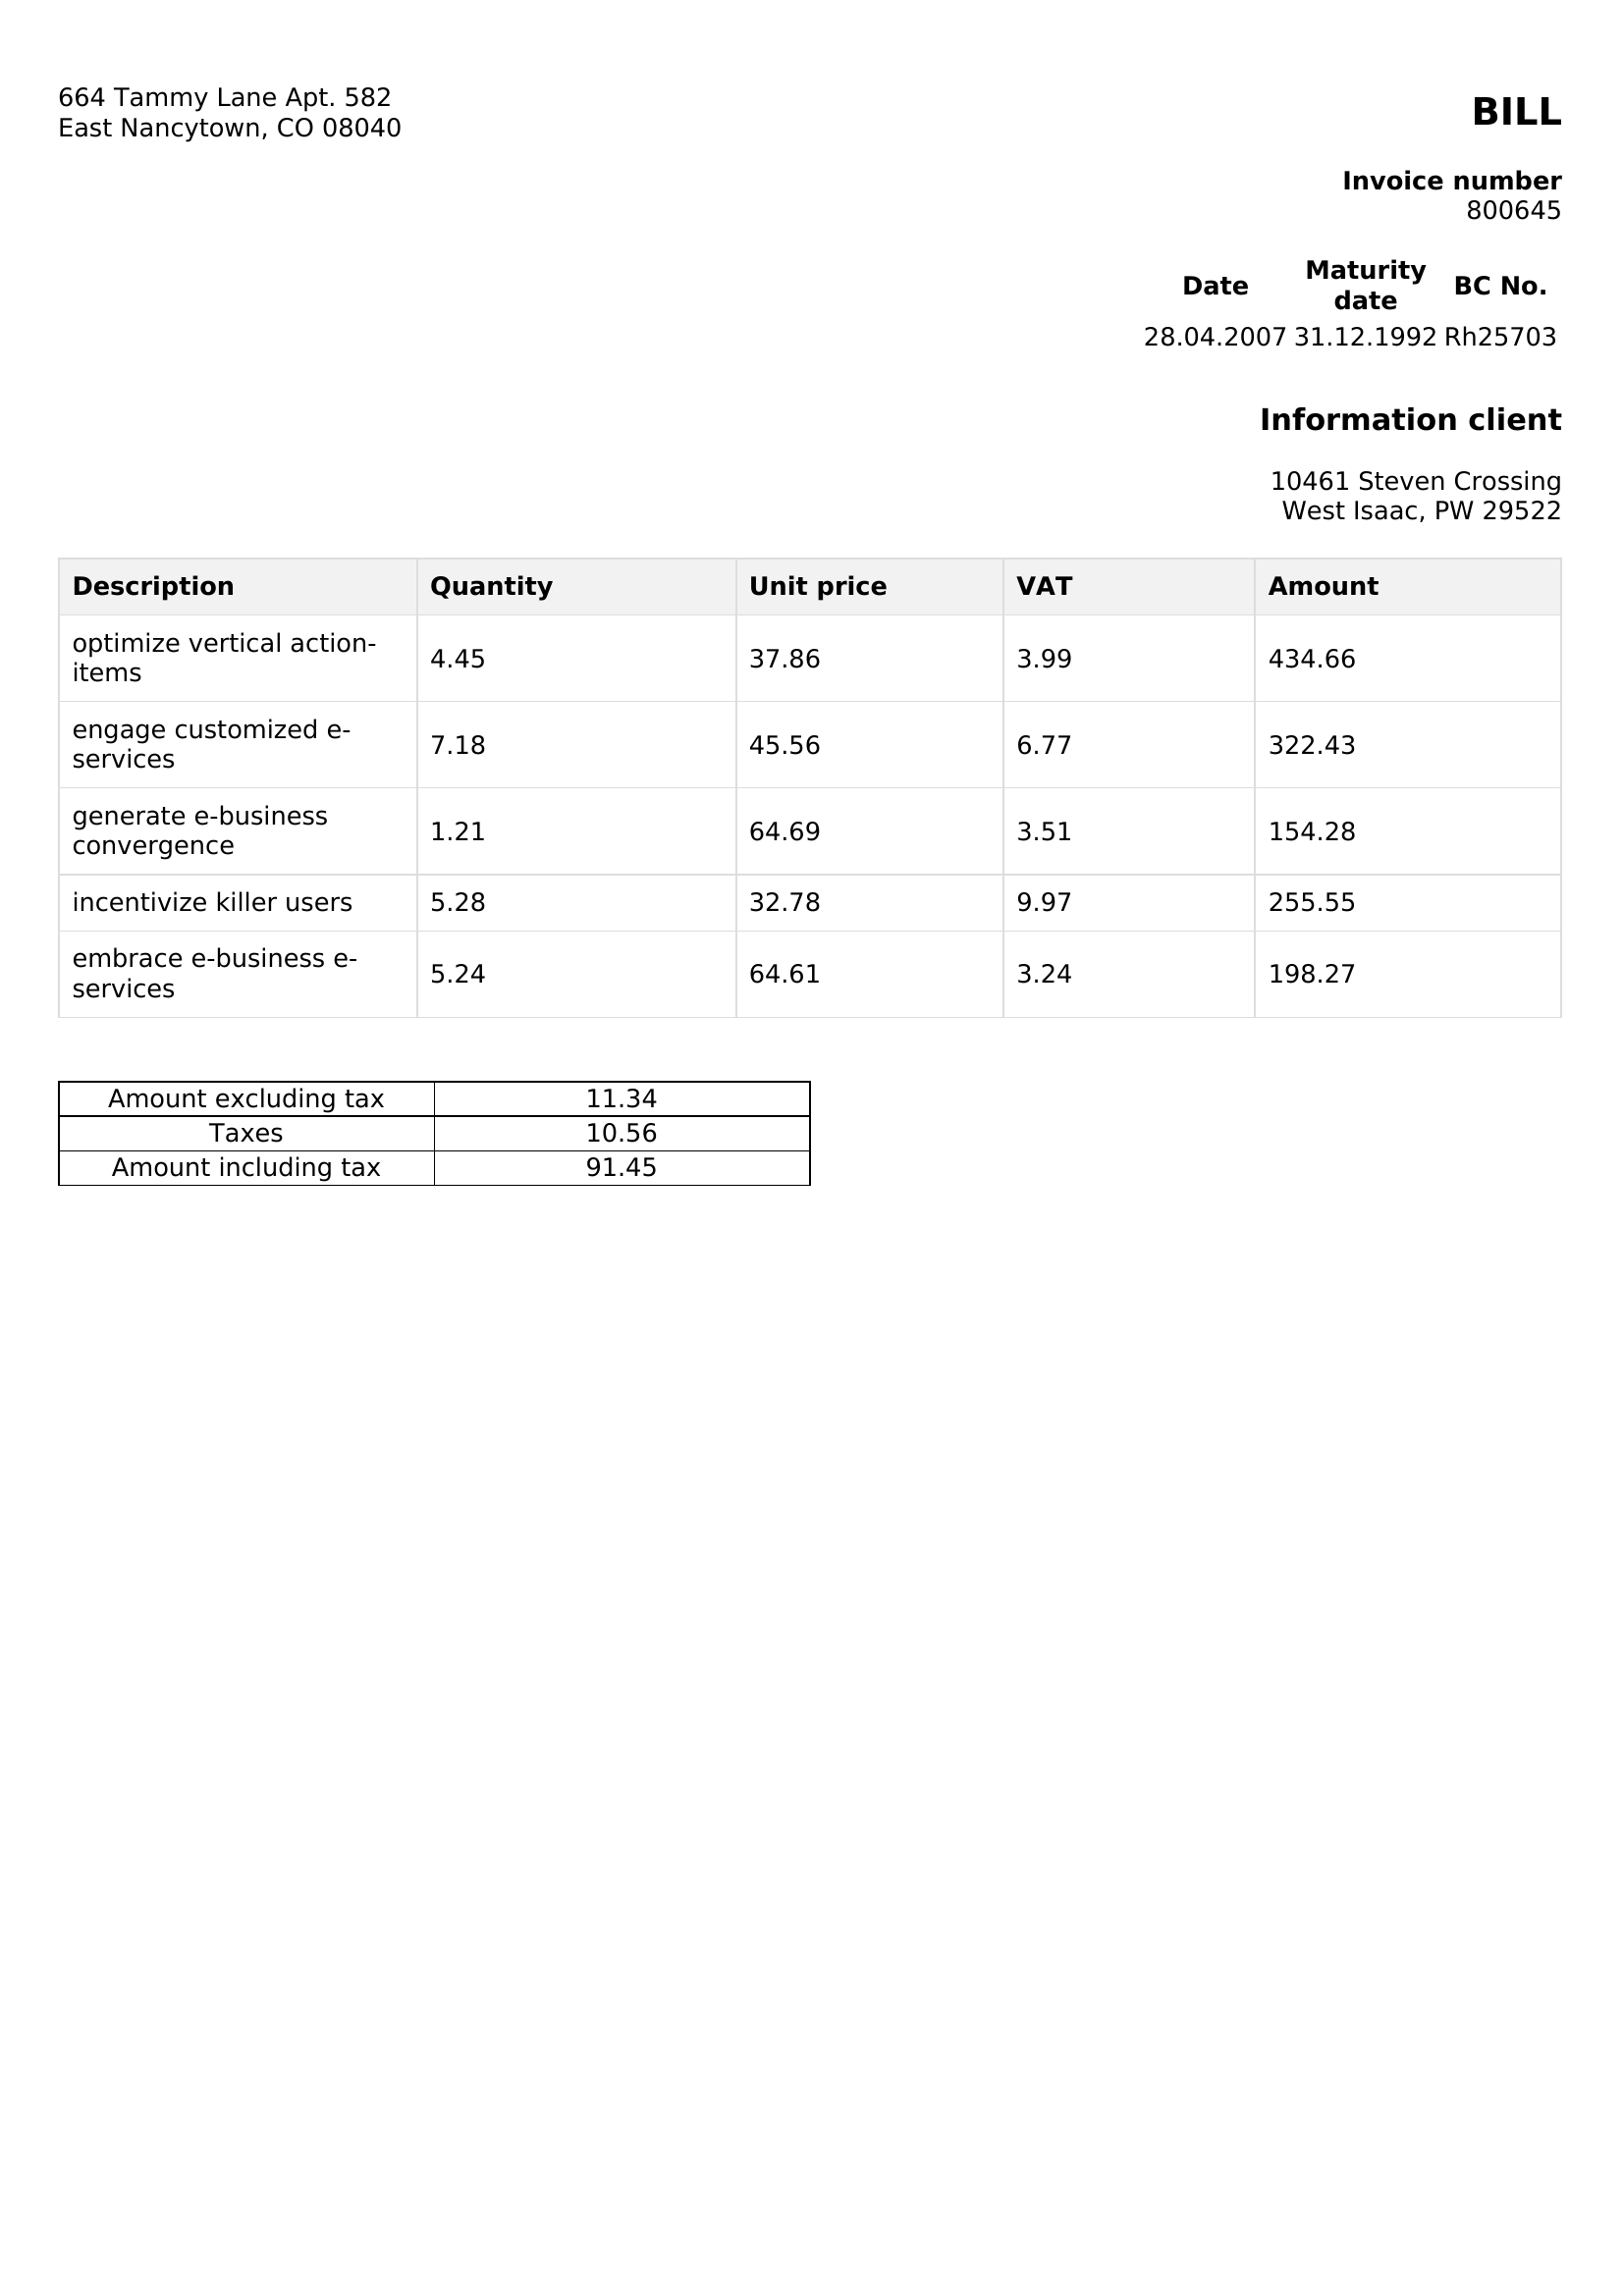 664 Tammy Lane Apt. 582
East Nancytown, CO 08040
BILL
Invoice number
800645
Date Maturity date BC No.
28.04.2007 31.12.1992 Rh25703
Information client
10461 Steven Crossing
West Isaac, PW 29522
Description Quantity Unit price VAT Amount
optimize vertical action-
items 4.45 37.86 3.99 434.66
engage customized e-
services 7.18 45.56 6.77 322.43
generate e-business
convergence 1.21 64.69 3.51 154.28
incentivize killer users 5.28 32.78 9.97 255.55
embrace e-business e-
services 5.24 64.61 3.24 198.27
Amount excluding tax 11.34
Taxes 10.56
Amount including tax 91.45